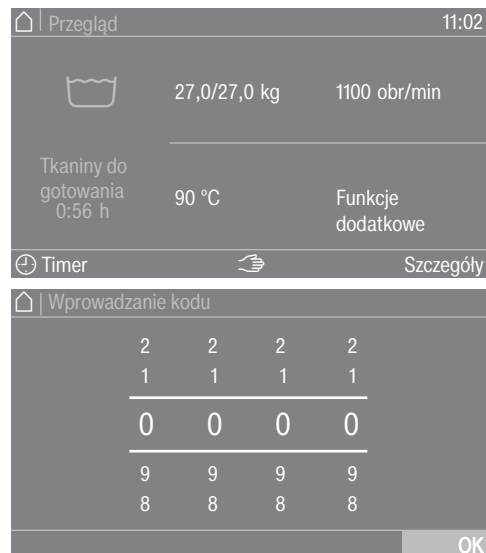 Przegląd 11:02
27,0/27,0 kg 1100 obr/min
Tkaniny do
gotowania
0:56 h
90 °C Funkcje
dodatkowe
Timer Szczegóły
Wprowadzanie kodu
2 2 2 2
1 1 1 1
0 0 0 0
9 9 9 9
8 8 8 8
OK